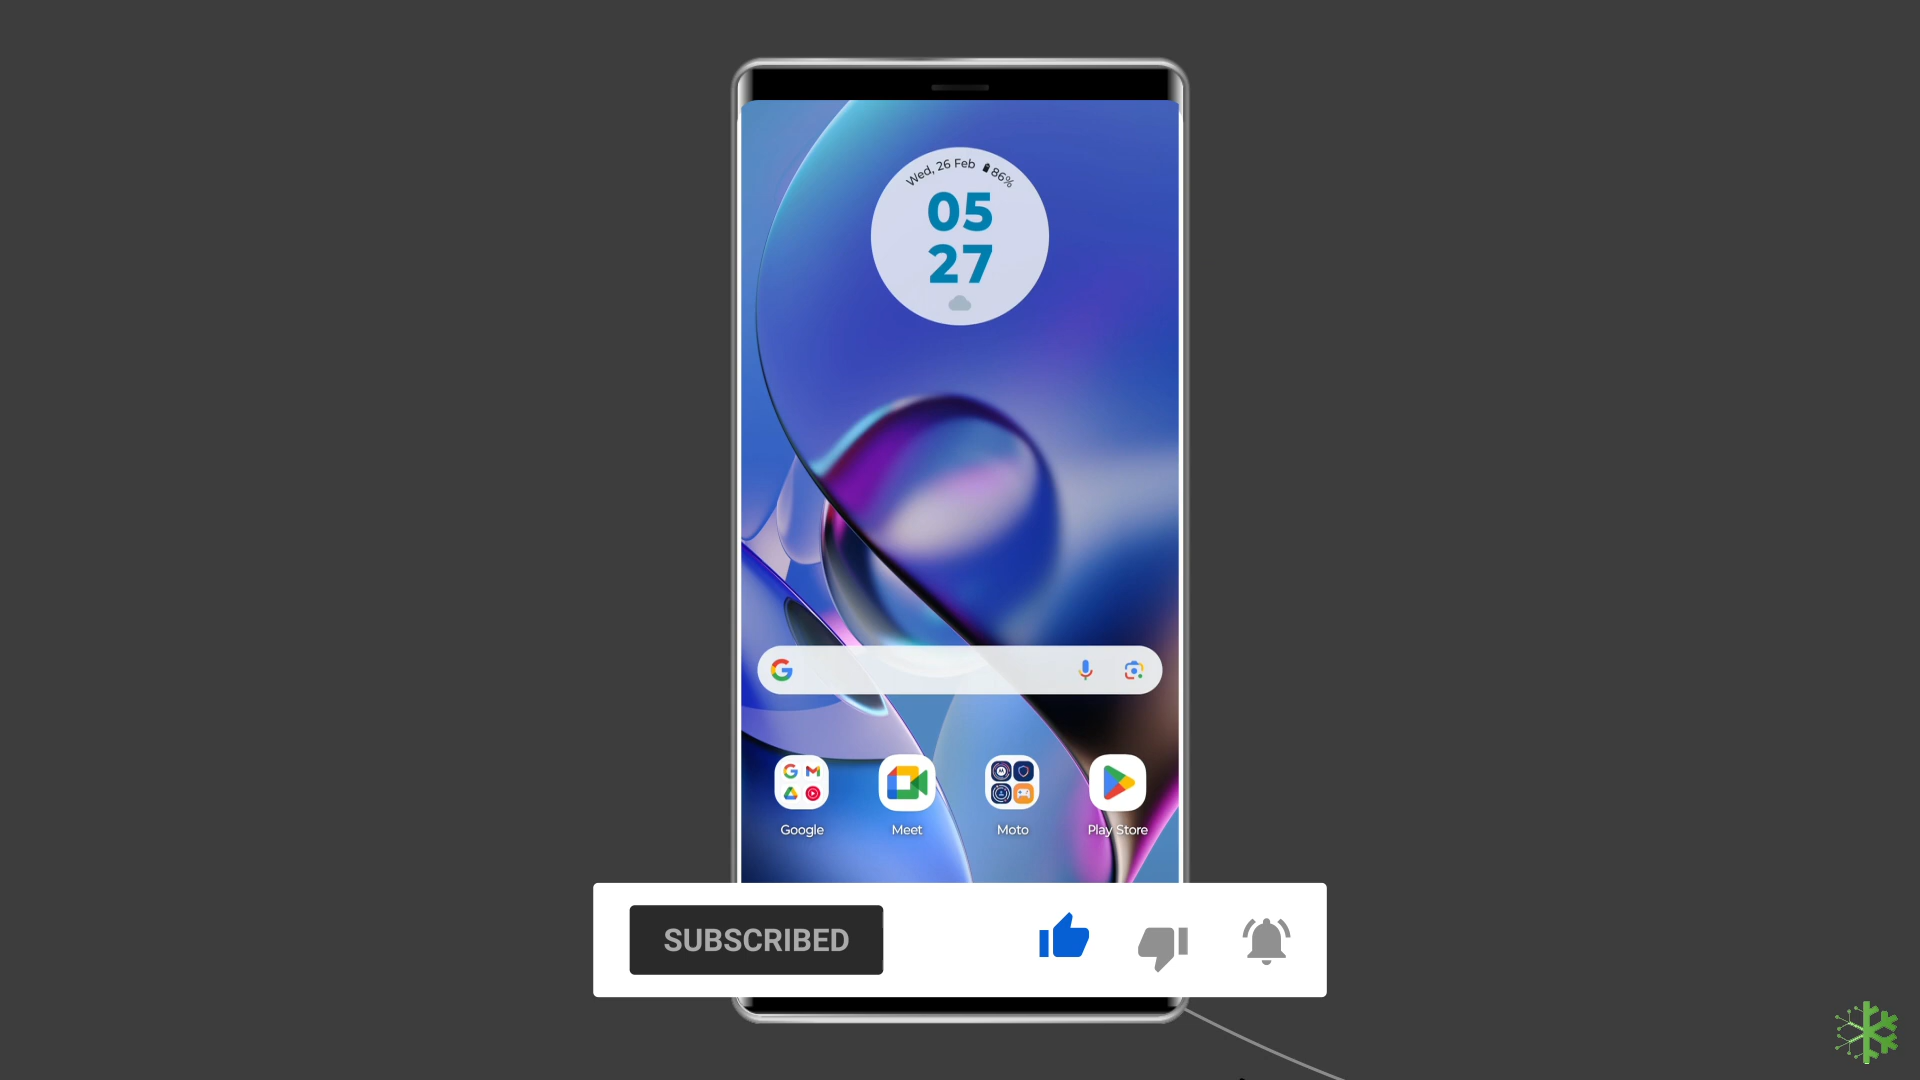 Wed, 26 Feb 86%
05
27
Google
Meet
Moto
Play Store
SUBSCRIBED